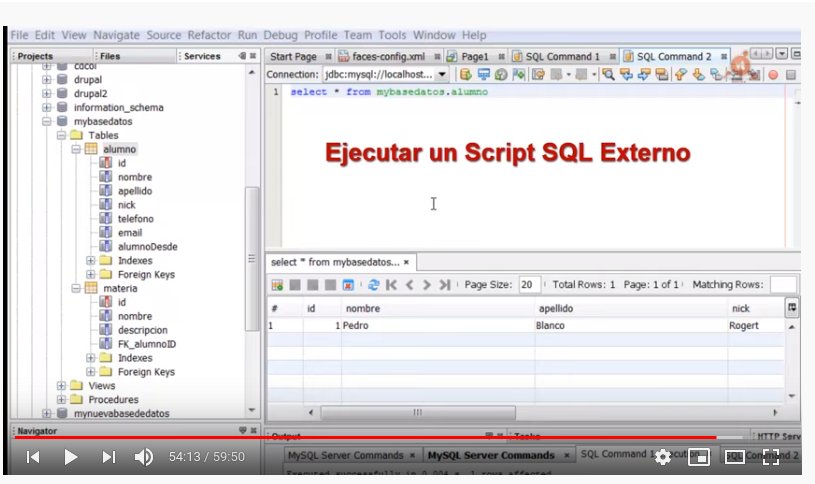 File Edit View Navigate Source Refactor Run Debug Profile Team Tools Window Help
Projects Files Services
Start Page faces-config.xml Page1 SQL Command 1 SQL Command 2
Connection: jdbc:mysql://localhost...
cocol
drupal
drupal2
information_schema
mybasedatos
Tables
alumno
id
nombre
apellido
nick
telefono
email
alumnoDesde
Indexes
Foreign Keys
materia
id
nombre
descripcion
FK_alumnoID
Indexes
Foreign Keys
Views
Procedures
mynuevabasededatos
Navigator
1 select * from mybasedatos.alumno
Ejecutar un Script SQL Externo
select * from mybasedatos...
Page Size: 20 Total Rows: 1 Page: 1 of 1 Matching Rows:
# id nombre apellido nick
1 1 Pedro Blanco Rogert
Output Tasks HTTP Serv
MySQL Server Commands MySQL Server Commands SQL Command 1 SQL Command 2
Executed successfully in 0.004 s, 1 rows affected
54:13 / 59:50